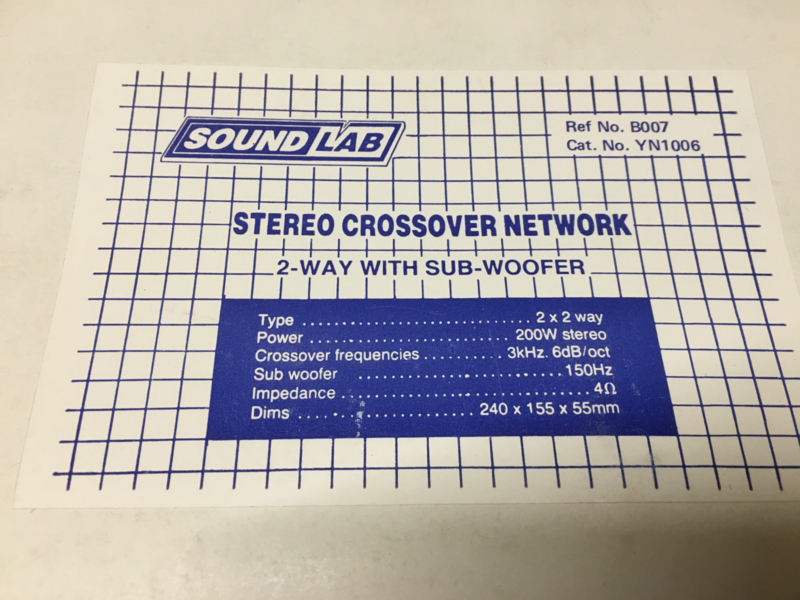 SOUND LAB
Ref No. B007
Cat. No. YN1006
STEREO CROSSOVER NETWORK
2-WAY WITH SUB-WOOFER
Type ............................ 2 x 2 way
Power ........................ 200W stereo
Crossover frequencies .......... 3kHz. 6dB/oct
Sub woofer ......................... 150Hz
Impedance ............................. 4Ω
Dims ..................... 240 x 155 x 55mm